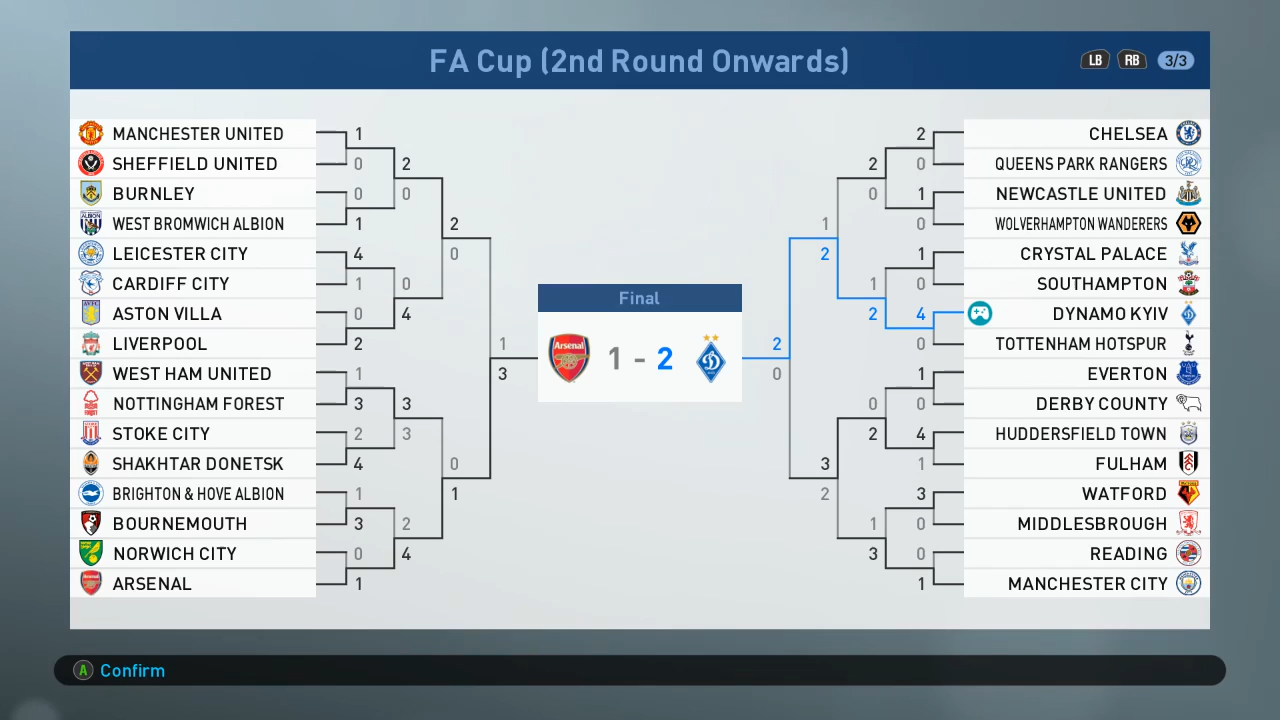 FA Cup (2nd Round Onwards)
LB RB 3/3
MANCHESTER UNITED 1
SHEFFIELD UNITED 0 2
BURNLEY 0 0
WEST BROMWICH ALBION 1 2
LEICESTER CITY 4 0
CARDIFF CITY 1 0
ASTON VILLA 0 4
LIVERPOOL 2 1
WEST HAM UNITED 1 3
NOTTINGHAM FOREST 3 3
STOKE CITY 2 3
SHAKHTAR DONETSK 4 0
BRIGHTON & HOVE ALBION 1 1
BOURNEMOUTH 3 2
NORWICH CITY 0 4
ARSENAL 1
Final
Arsenal 1 - 2
2 CHELSEA
2 0 QUEENS PARK RANGERS
0 1 NEWCASTLE UNITED
1 0 WOLVERHAMPTON WANDERERS
2 1 CRYSTAL PALACE
1 0 SOUTHAMPTON
2 4 DYNAMO KYIV
2 0 TOTTENHAM HOTSPUR
0 1 EVERTON
0 0 DERBY COUNTY
2 4 HUDDERSFIELD TOWN
3 1 FULHAM
2 3 WATFORD
1 0 MIDDLESBROUGH
3 0 READING
1 MANCHESTER CITY
A Confirm